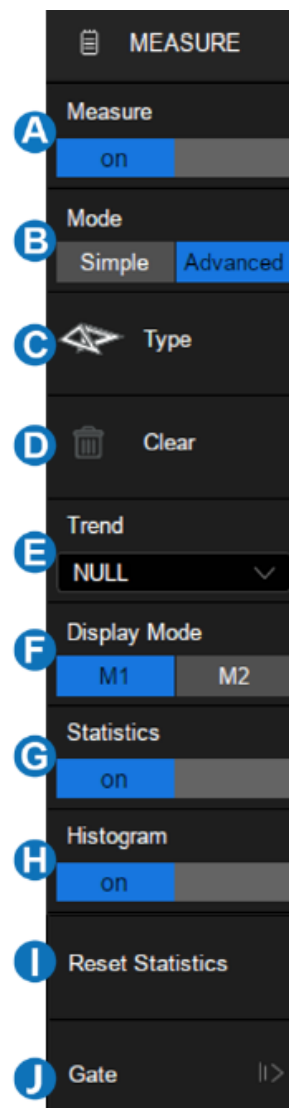 MEASURE
A
Measure
on
B
Mode
Simple Advanced
C
Type
D
Clear
E
Trend
NULL
F
Display Mode
M1 M2
G
Statistics
on
H
Histogram
on
I
Reset Statistics
J
Gate